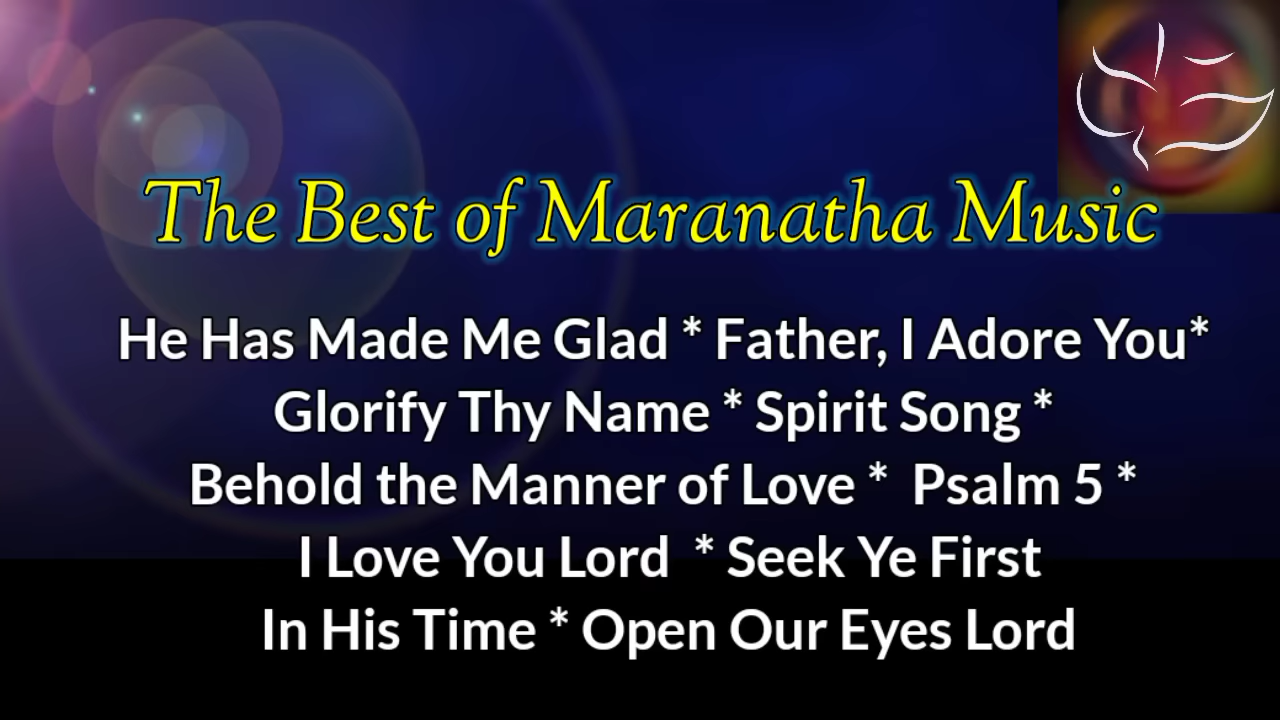 The Best of Maranatha Music
He Has Made Me Glad * Father, I Adore You*
Glorify Thy Name * Spirit Song *
Behold the Manner of Love *  Psalm 5 *
I Love You Lord  * Seek Ye First
In His Time * Open Our Eyes Lord